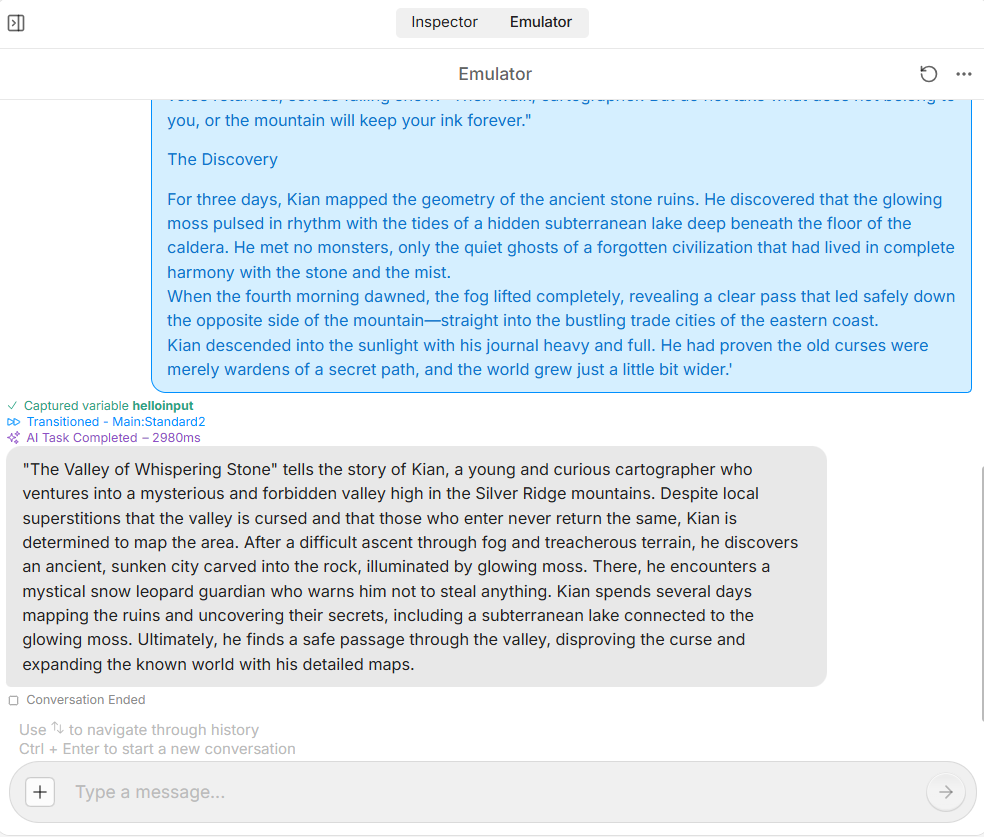 Inspector Emulator
Emulator
you, or the mountain will keep your ink forever."
The Discovery
For three days, Kian mapped the geometry of the ancient stone ruins. He discovered that the glowing
moss pulsed in rhythm with the tides of a hidden subterranean lake deep beneath the floor of the
caldera. He met no monsters, only the quiet ghosts of a forgotten civilization that had lived in complete
harmony with the stone and the mist.
When the fourth morning dawned, the fog lifted completely, revealing a clear pass that led safely down
the opposite side of the mountain—straight into the bustling trade cities of the eastern coast.
Kian descended into the sunlight with his journal heavy and full. He had proven the old curses were
merely wardens of a secret path, and the world grew just a little bit wider.'
Captured variable helloinput
Transitioned - Main:Standard2
AI Task Completed – 2980ms
"The Valley of Whispering Stone" tells the story of Kian, a young and curious cartographer who
ventures into a mysterious and forbidden valley high in the Silver Ridge mountains. Despite local
superstitions that the valley is cursed and that those who enter never return the same, Kian is
determined to map the area. After a difficult ascent through fog and treacherous terrain, he discovers
an ancient, sunken city carved into the rock, illuminated by glowing moss. There, he encounters a
mystical snow leopard guardian who warns him not to steal anything. Kian spends several days
mapping the ruins and uncovering their secrets, including a subterranean lake connected to the
glowing moss. Ultimately, he finds a safe passage through the valley, disproving the curse and
expanding the known world with his detailed maps.
Conversation Ended
Use ↑↓ to navigate through history
Ctrl + Enter to start a new conversation
Type a message...